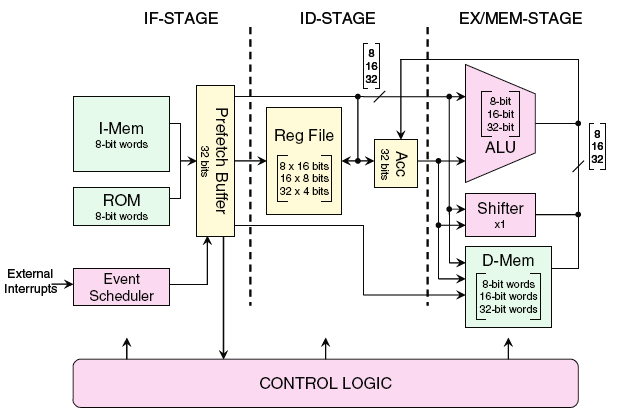 IF-STAGE
ID-STAGE
EX/MEM-STAGE
8
16
32
I-Mem
8-bit words
ROM
8-bit words
Prefetch Buffer
32 bits
Reg File
8 x 16 bits
16 x 8 bits
32 x 4 bits
Acc
32 bits
8-bit
16-bit
32-bit
ALU
8
16
32
Shifter
x1
D-Mem
8-bit words
16-bit words
32-bit words
External
Interrupts
Event
Scheduler
CONTROL LOGIC